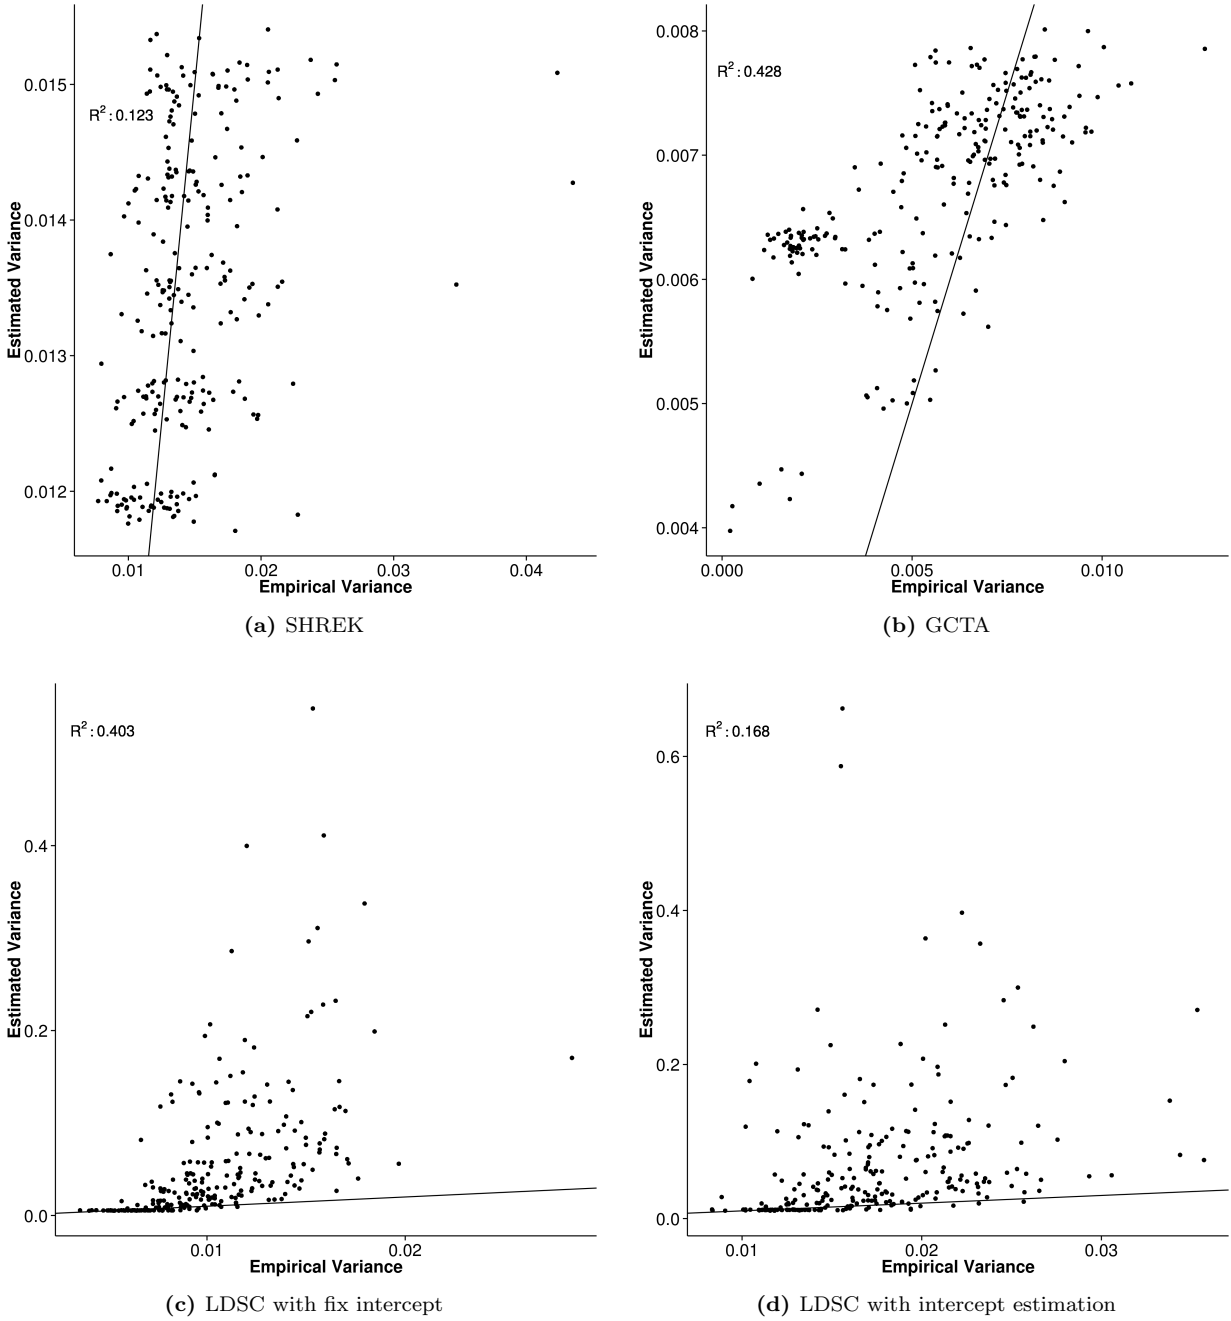 R2:0.123
0.015
0.014
0.013
0.012
Estimated Variance
0.01 0.02 0.03 0.04
Empirical Variance
(a) SHREK
R2:0.428
0.008
0.007
0.006
0.005
0.004
Estimated Variance
0.000 0.005 0.010
Empirical Variance
(b) GCTA
R2:0.403
0.4
0.2
0.0
Estimated Variance
0.01 0.02
Empirical Variance
(c) LDSC with fix intercept
R2:0.168
0.6
0.4
0.2
0.0
Estimated Variance
0.01 0.02 0.03
Empirical Variance
(d) LDSC with intercept estimation